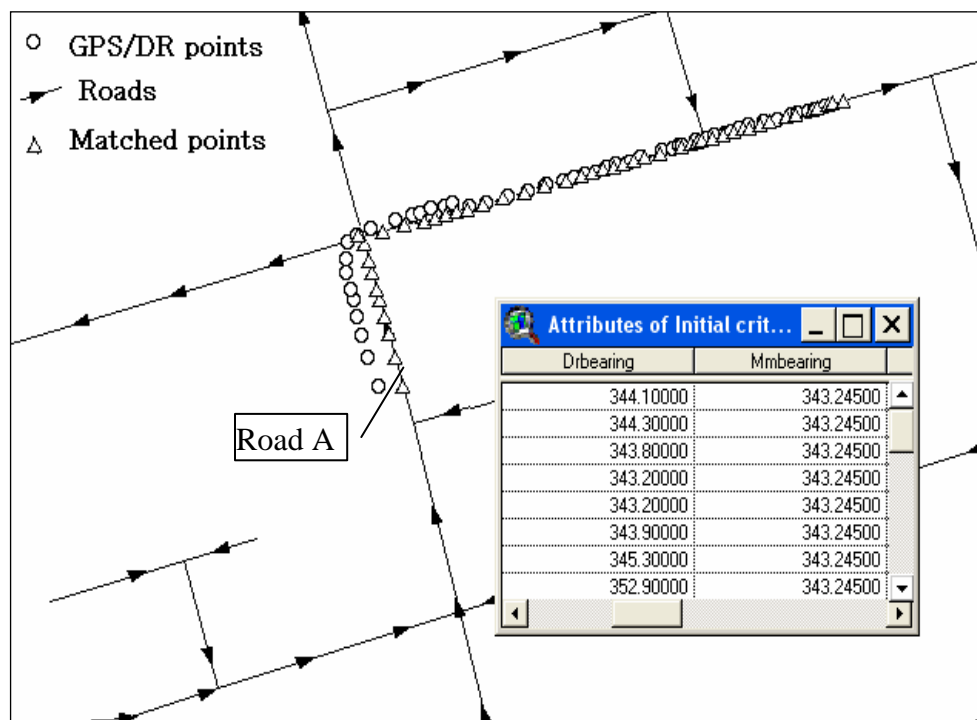 GPS/DR points
Roads
Matched points
Road A
Attributes of Initial crit...
Drbearing Mmbearing
344.10000 343.24500
344.30000 343.24500
343.80000 343.24500
343.20000 343.24500
343.20000 343.24500
343.90000 343.24500
345.30000 343.24500
352.90000 343.24500